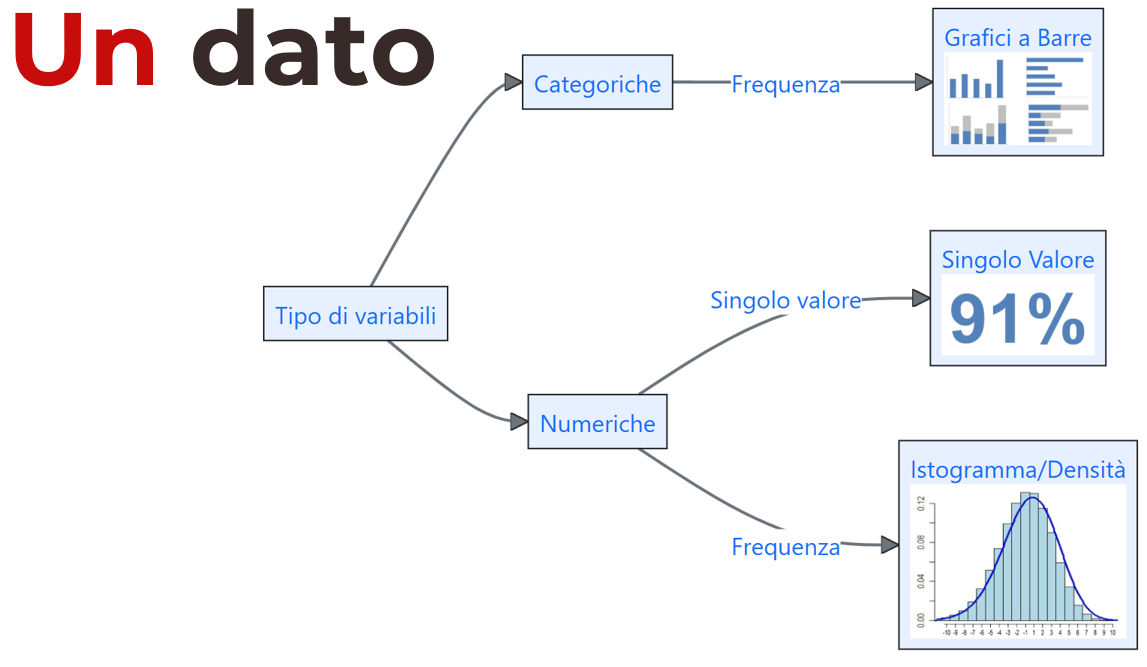 Un dato
Grafici a Barre
Categoriche
Frequenza
Singolo Valore
91%
Singolo valore
Tipo di variabili
Numeriche
Istogramma/Densità
Frequenza
0.12
0.08
0.04
0.00
-10 -9 -8 -7 -6 -5 -4 -3 -2 -1 1 2 3 4 5 6 7 8 9 10